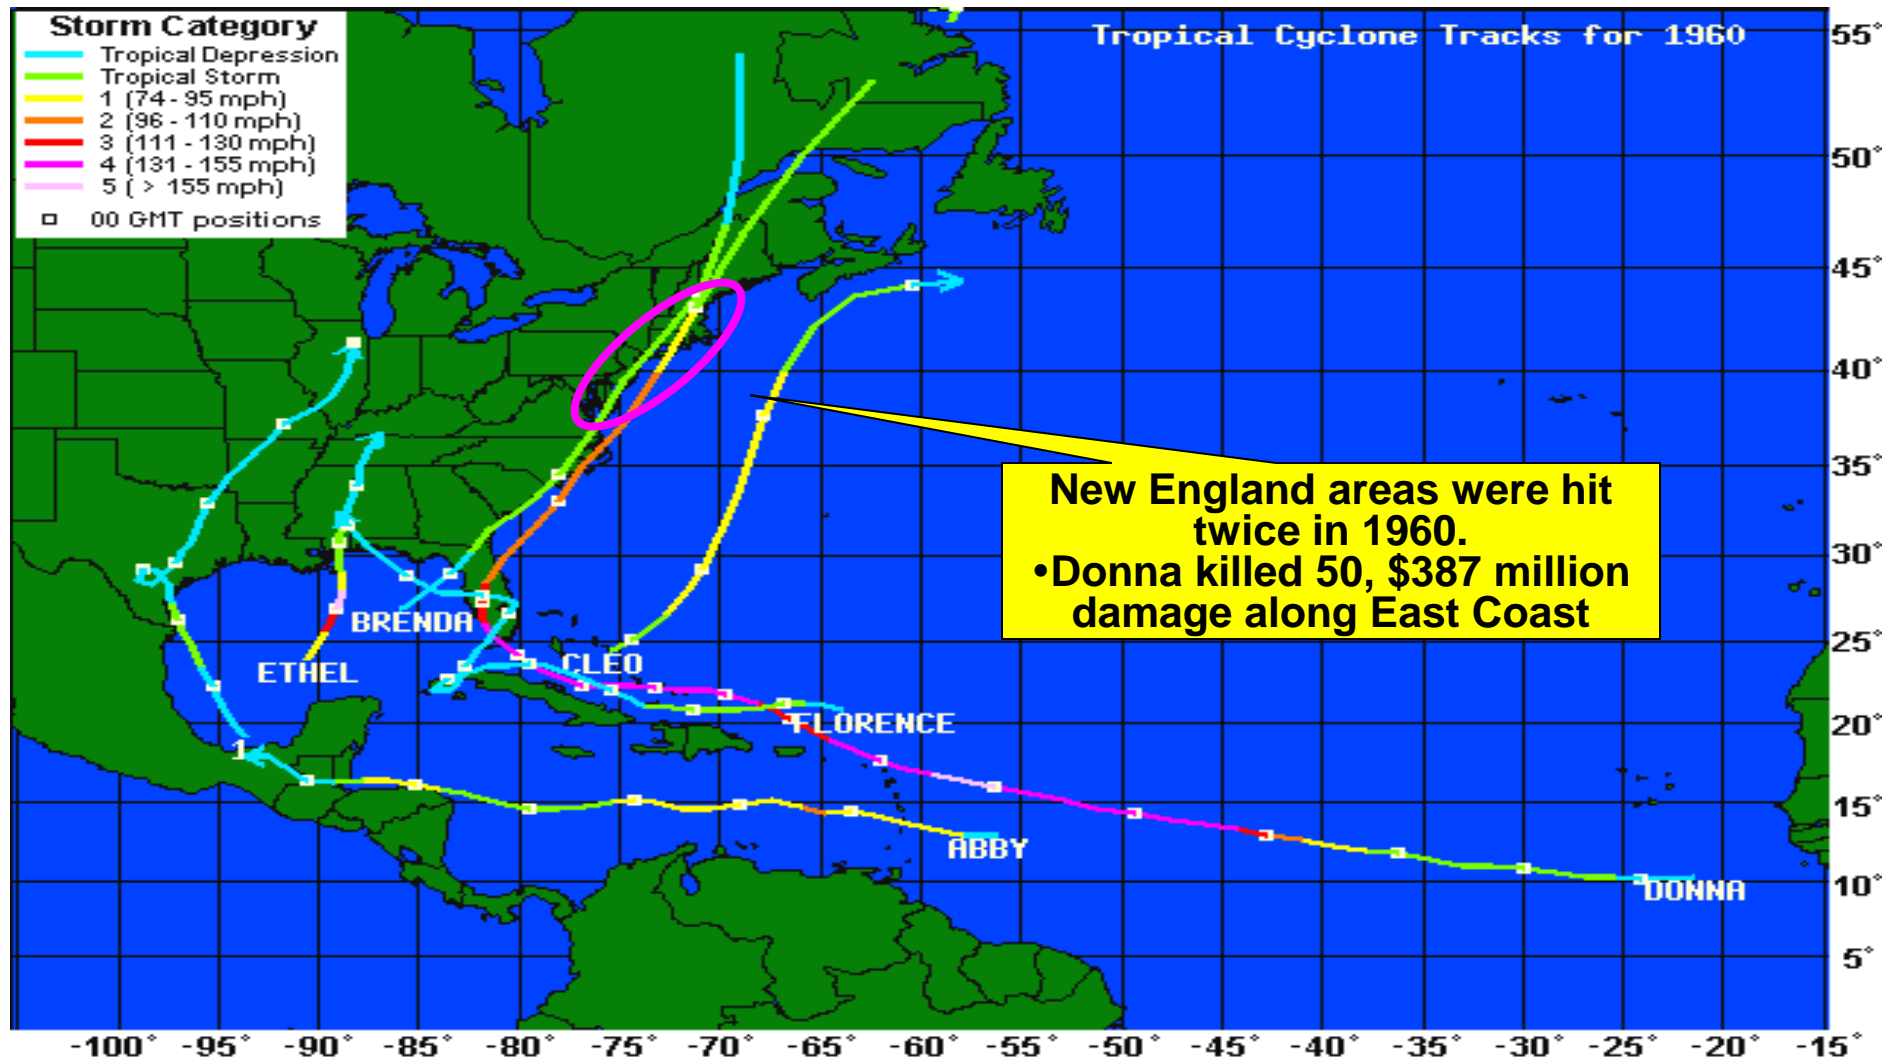 Storm Category
Tropical Depression
Tropical Storm
1 (74-95 mph)
2 (96-110 mph)
3 (111-130 mph)
4 (131-155 mph)
5 ( > 155 mph)
00 GMT positions
Tropical Cyclone Tracks for 1960
55°
50°
45°
40°
35°
30°
25°
20°
15°
10°
5°
New England areas were hit
twice in 1960.
•Donna killed 50, $387 million
damage along East Coast
BRENDA
ETHEL
CLEO
FLORENCE
1
ABBY
DONNA
-100° -95° -90° -85° -80° -75° -70° -65° -60° -55° -50° -45° -40° -35° -30° -25° -20° -15°